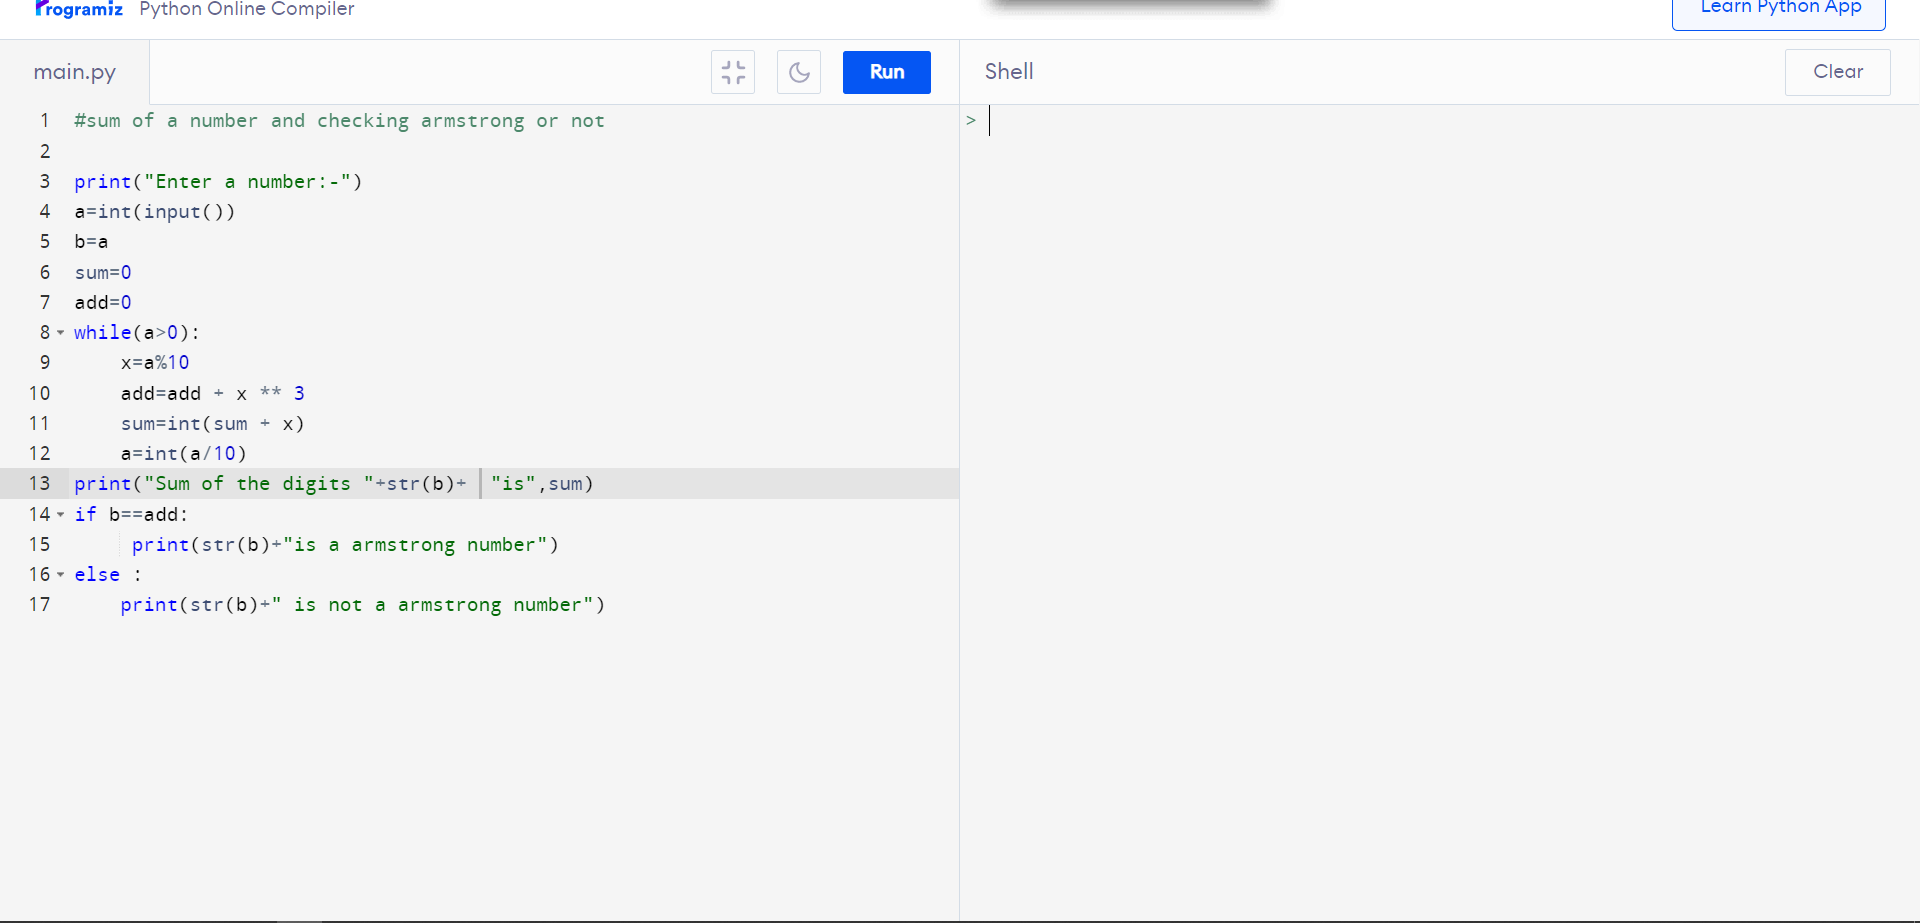 Programiz Python Online Compiler
Learn Python App
main.py
Run
Shell
Clear
1 #sum of a number and checking armstrong or not
2
3 print("Enter a number:-")
4 a=int(input())
5 b=a
6 sum=0
7 add=0
8 while(a>0):
9     x=a%10
10     add=add + x ** 3
11     sum=int(sum + x)
12     a=int(a/10)
13 print("Sum of the digits "+str(b)+  "is",sum)
14 if b==add:
15      print(str(b)+"is a armstrong number")
16 else :
17     print(str(b)+" is not a armstrong number")
>